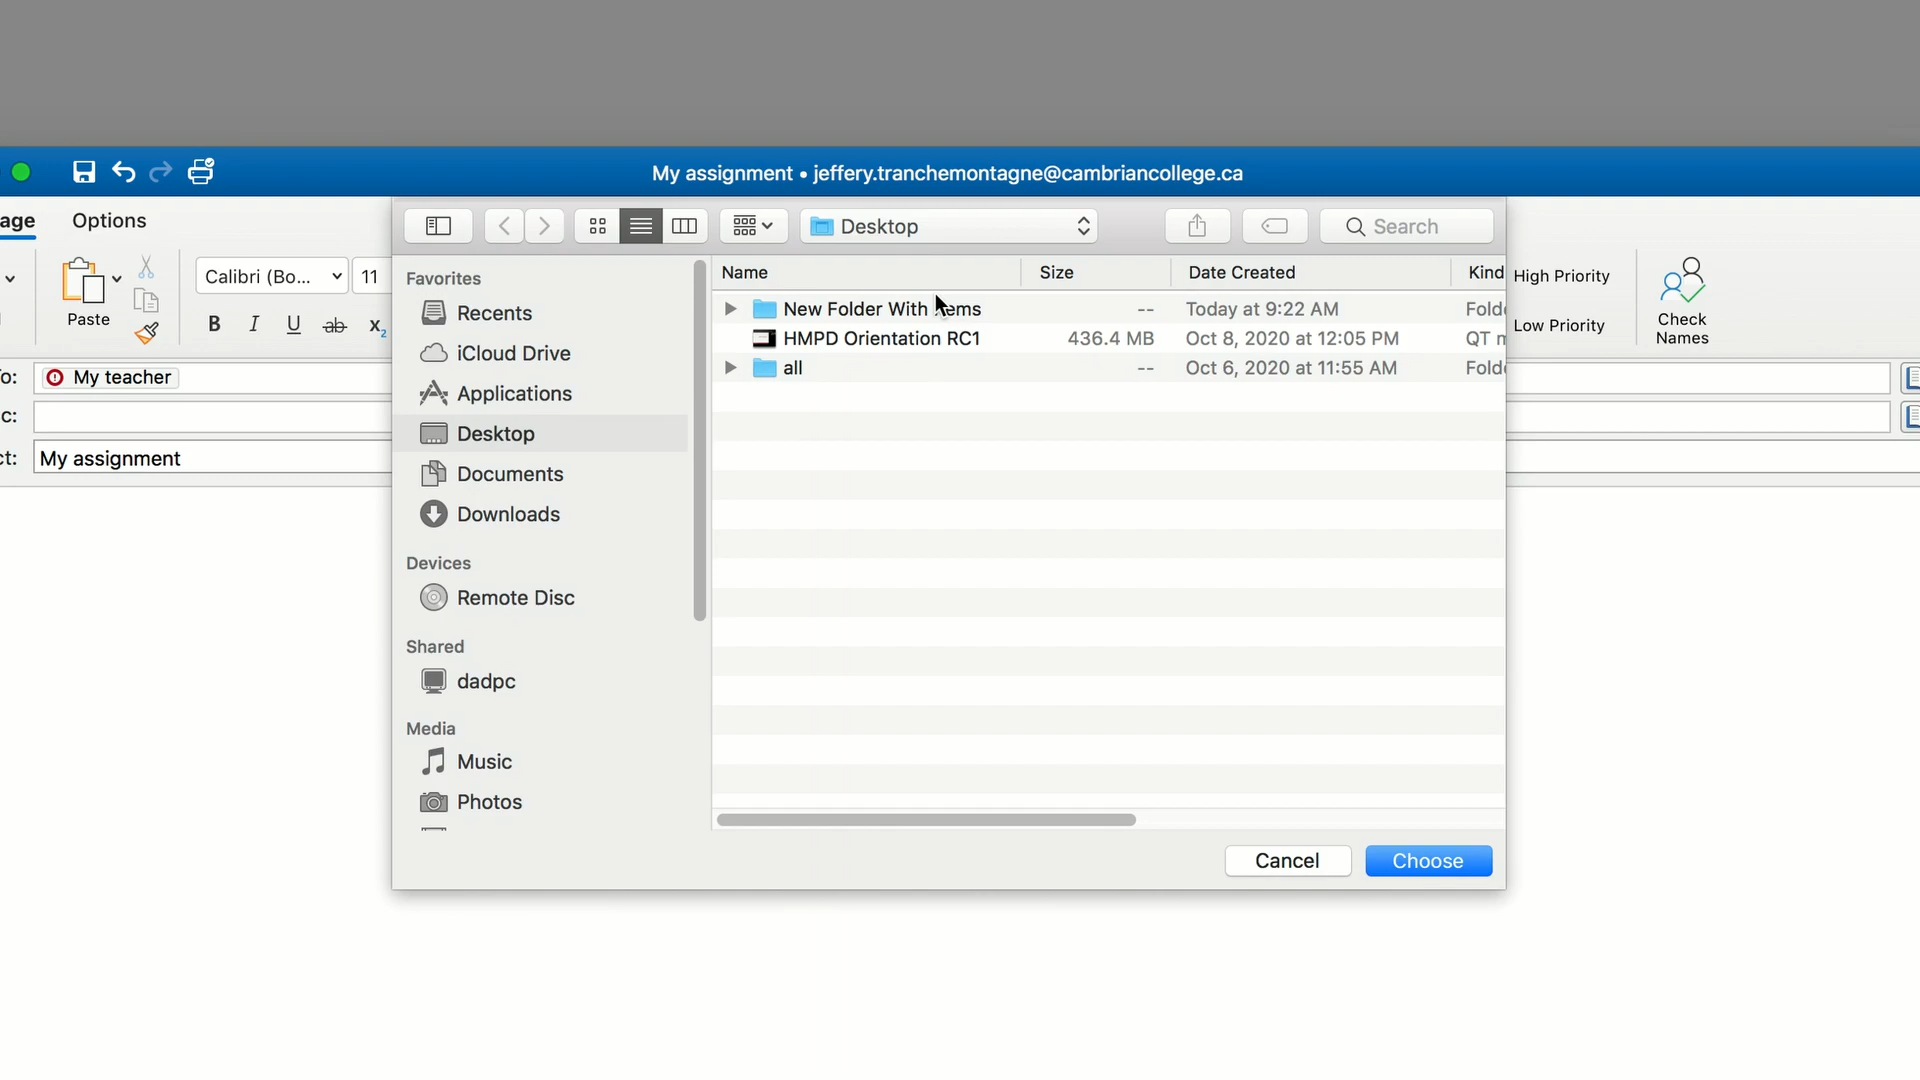 My assignment • jeffery.tranchemontagne@cambriancollege.ca
age Options
Desktop
Search
Paste
Calibri (Bo... 11
B I U ab x₂
High Priority
Low Priority
Check
Names
o: My teacher
c:
ct: My assignment
Favorites
Recents
iCloud Drive
Applications
Desktop
Documents
Downloads
Devices
Remote Disc
Shared
dadpc
Media
Music
Photos
Name Size Date Created Kind
New Folder With ems -- Today at 9:22 AM Folde
HMPD Orientation RC1 436.4 MB Oct 8, 2020 at 12:05 PM QT m
all -- Oct 6, 2020 at 11:55 AM Folde
Cancel Choose